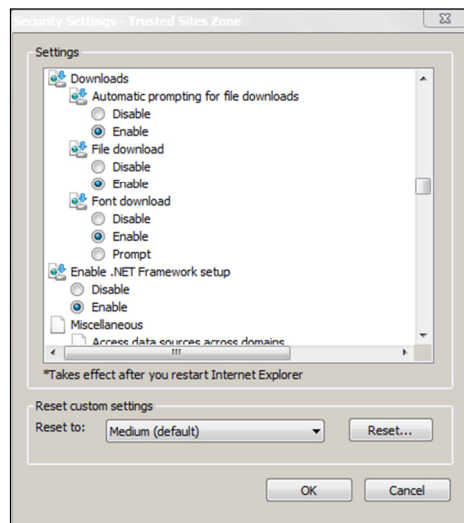 Security Settings - Trusted Sites Zone
Settings
Downloads
Automatic prompting for file downloads
Disable
Enable
File download
Disable
Enable
Font download
Disable
Enable
Prompt
Enable .NET Framework setup
Disable
Enable
Miscellaneous
Access data sources across domains
*Takes effect after you restart Internet Explorer
Reset custom settings
Reset to: Medium (default) Reset...
OK Cancel